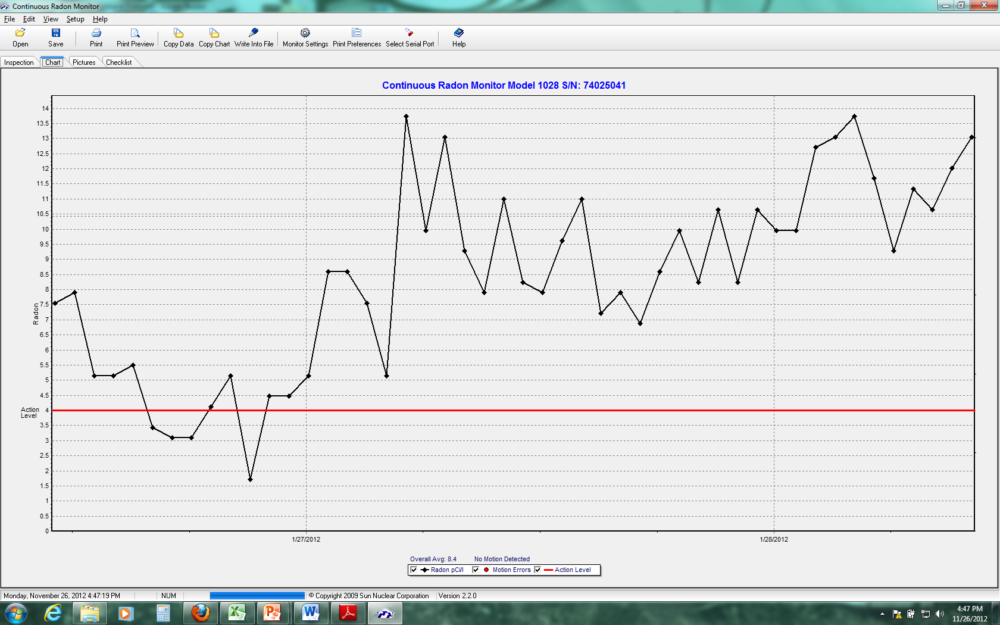 Continuous Radon Monitor
File Edit View Setup Help
Open Save Print Print Preview Copy Data Copy Chart Write Into File Monitor Settings Print Preferences Select Serial Port Help
Inspection Chart Pictures Checklist
Continuous Radon Monitor Model 1028 S/N: 74025041
14
13.5
13
12.5
12
11.5
11
10.5
10
9.5
9
8.5
8
7.5
Radon
7
6.5
6
5.5
5
4.5
Action Level
4
3.5
3
2.5
2
1.5
1
0.5
0
1/27/2012 1/28/2012
Overall Avg: 8.4 No Motion Detected
Radon pCi/l Motion Errors Action Level
Monday, November 26, 2012 4:47:19 PM NUM © Copyright 2009 Sun Nuclear Corporation Version 2.2.0
4:47 PM
11/26/2012